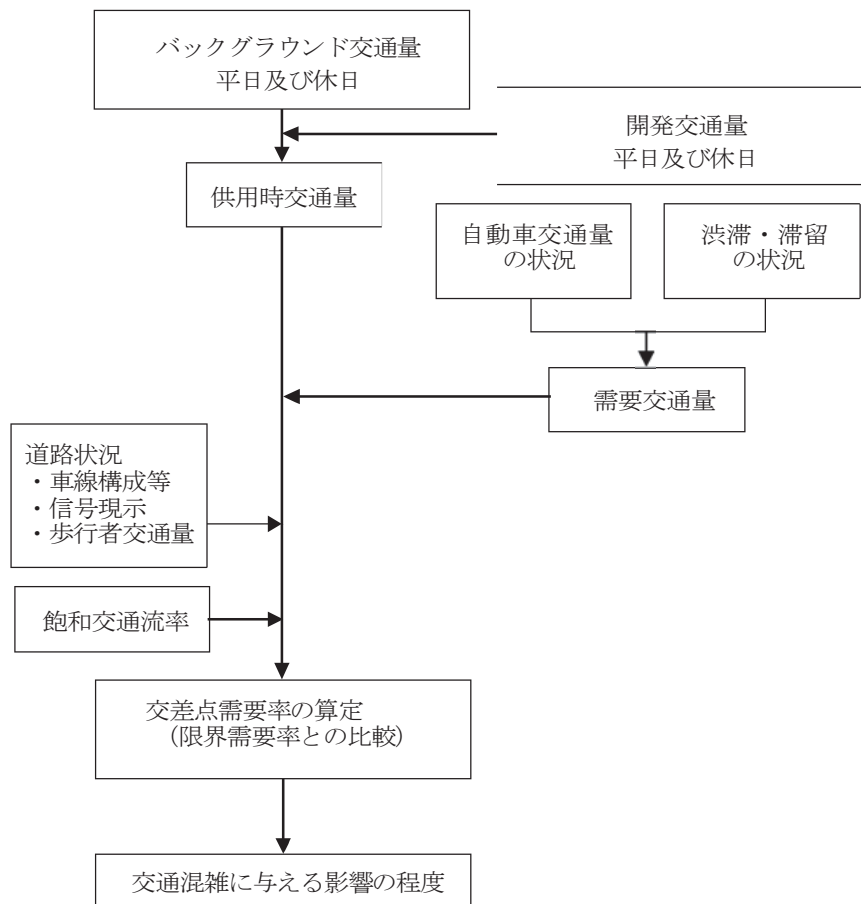 バックグラウンド交通量
平日及び休日
開発交通量
平日及び休日
供用時交通量
自動車交通量
の状況
渋滞・滞留
の状況
需要交通量
道路状況
・車線構成等
・信号現示
・歩行者交通量
飽和交通流率
交差点需要率の算定
（限界需要率との比較）
交通混雑に与える影響の程度